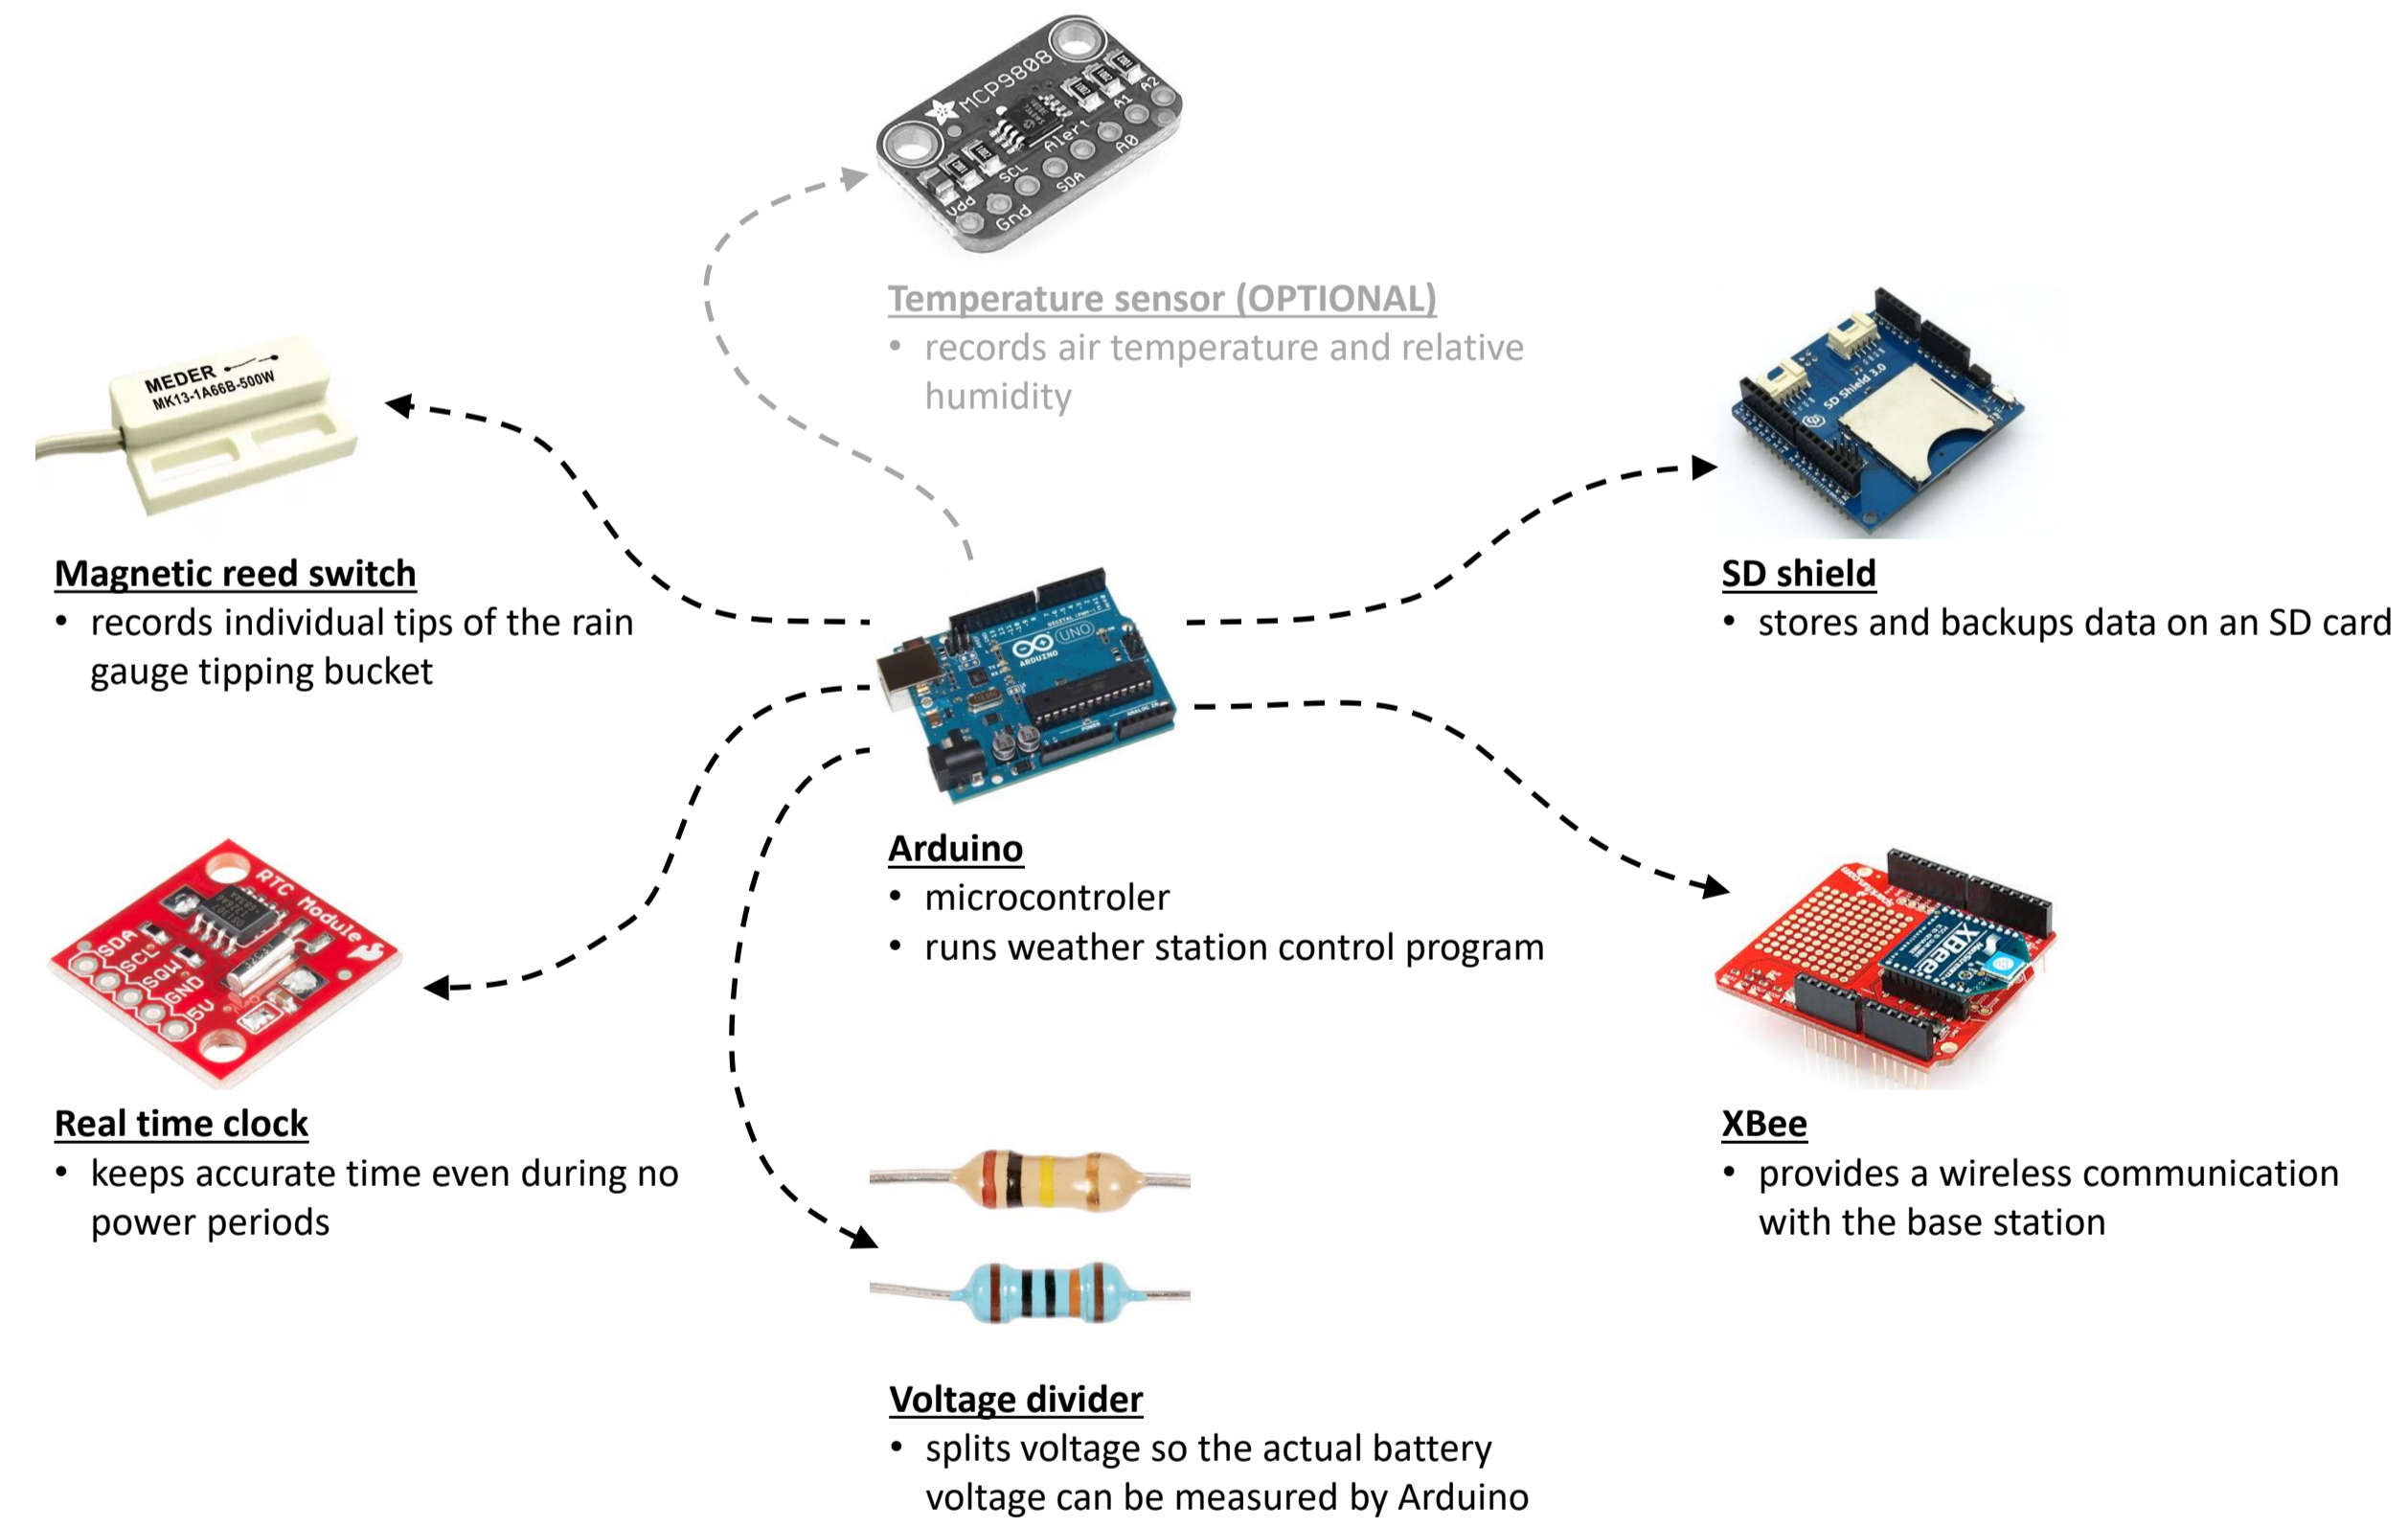 MCP9808
Alert
A0
A1
A2
SCL
SDA
Vdd
Gnd
Temperature sensor (OPTIONAL)
• records air temperature and relative
humidity
MEDER
MK13-1A66B-500W
Magnetic reed switch
• records individual tips of the rain
gauge tipping bucket
SD Shield 3.0
SD shield
• stores and backups data on an SD card
UNO
ARDUINO
POWER
ANALOG IN
Arduino
• microcontroler
• runs weather station control program
RTC Module
SDA
SCL
SQW
GND
5V
Real time clock
• keeps accurate time even during no
power periods
XBee
XBee
• provides a wireless communication
with the base station
Voltage divider
• splits voltage so the actual battery
voltage can be measured by Arduino